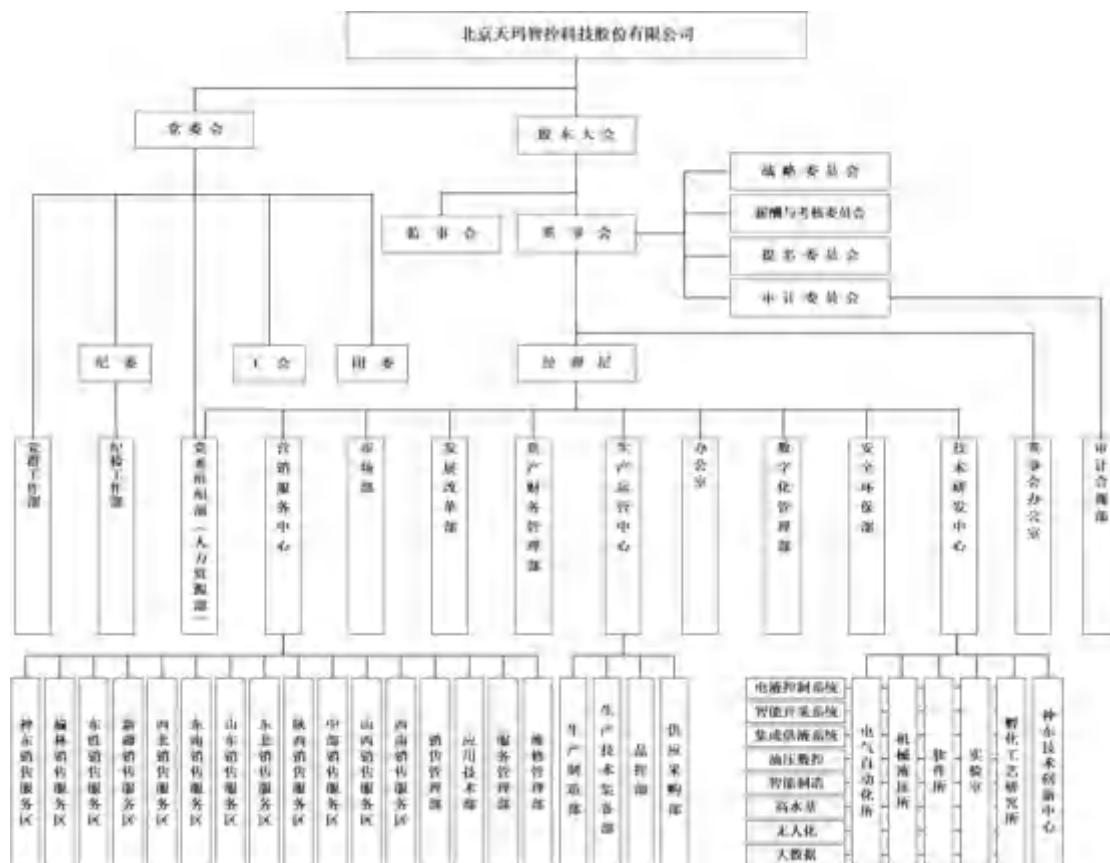 北京天玛智控科技股份有限公司
党委会
股东大会
战略委员会
薪酬与考核委员会
监事会
董事会
提名委员会
审计委员会
纪委
工会
团委
经理层
党群工作部
纪检工作部
党委组织部（人力资源部）
营销服务中心
市场部
发展改革部
资产财务管理部
生产运营中心
办公室
数字化管理部
安全环保部
技术研发中心
董事会办公室
审计合规部
神东销售服务区
榆林销售服务区
东胜销售服务区
新疆销售服务区
西北销售服务区
东南销售服务区
山东销售服务区
东北销售服务区
陕西销售服务区
中部销售服务区
山西销售服务区
西南销售服务区
销售管理部
应用技术部
服务管理部
维修管理部
生产制造部
生产技术装备部
品控部
供应采购部
电液控制系统
智能开采系统
集成供液系统
油压数控
智能制造
高水基
无人化
大数据
电气自动化所
机械液压所
软件所
实验室
孵化工艺研究所
神东技术创新中心